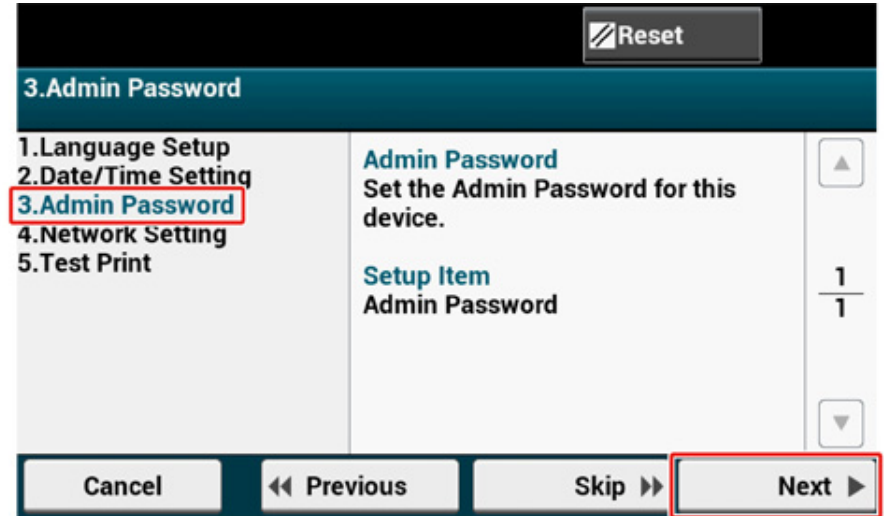 Reset
3.Admin Password
1.Language Setup
2.Date/Time Setting
3.Admin Password
4.Network Setting
5.Test Print
Admin Password
Set the Admin Password for this
device.
Setup Item
Admin Password
1
1
Cancel
Previous
Skip
Next